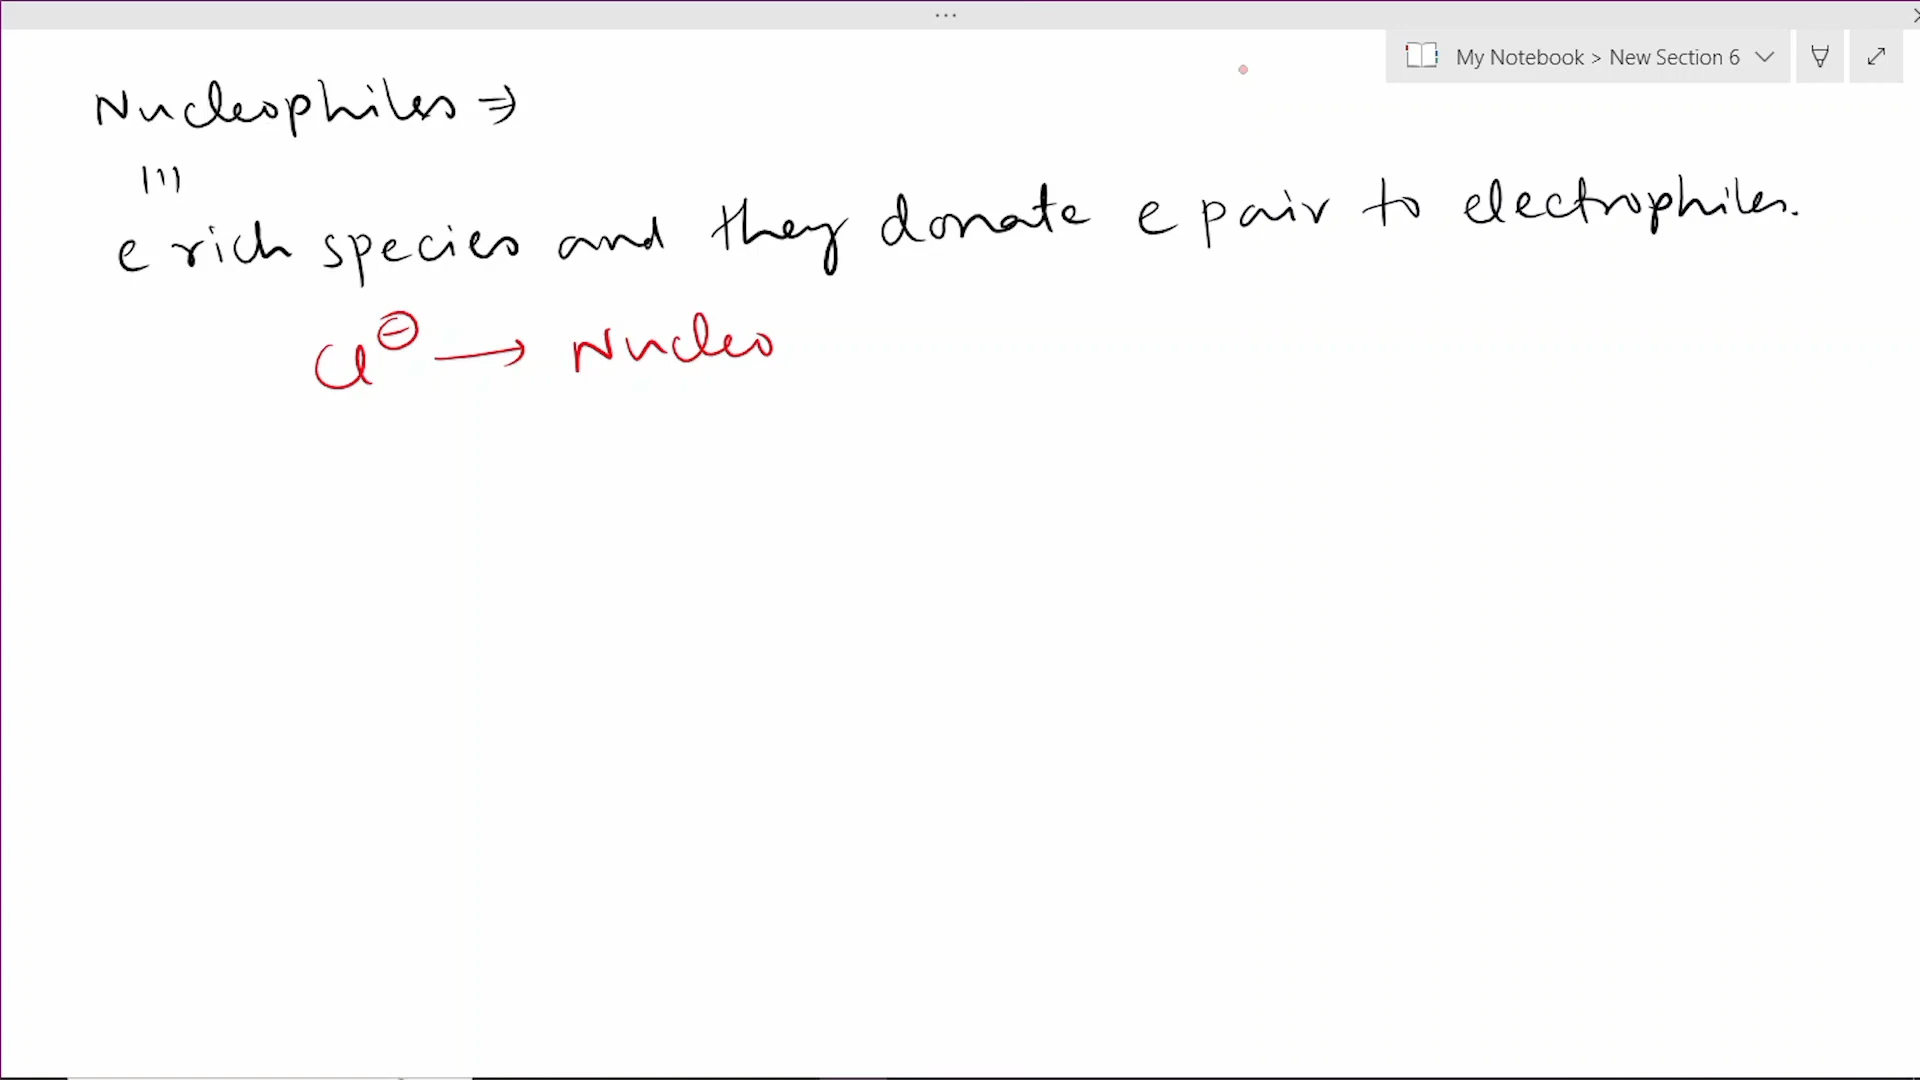 ...
My Notebook > New Section 6
Nucleophiles ⇒
e rich species and they donate e pair to electrophiles.
Cl⊖ → Nucleo